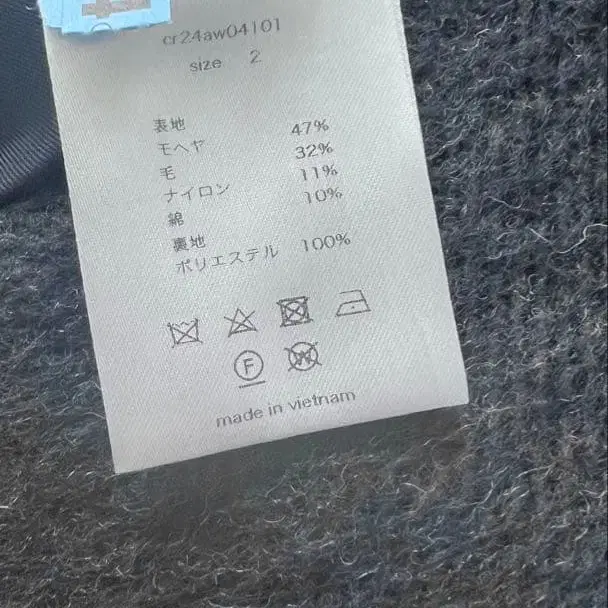 cr24aw04101
size 2
表地
モヘヤ 47%
毛 32%
ナイロン 11%
綿 10%
裏地
ポリエステル 100%
F W
made in vietnam